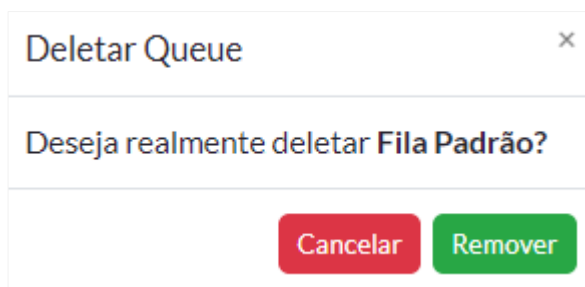 Deletar Queue ×
Deseja realmente deletar Fila Padrão?
Cancelar Remover